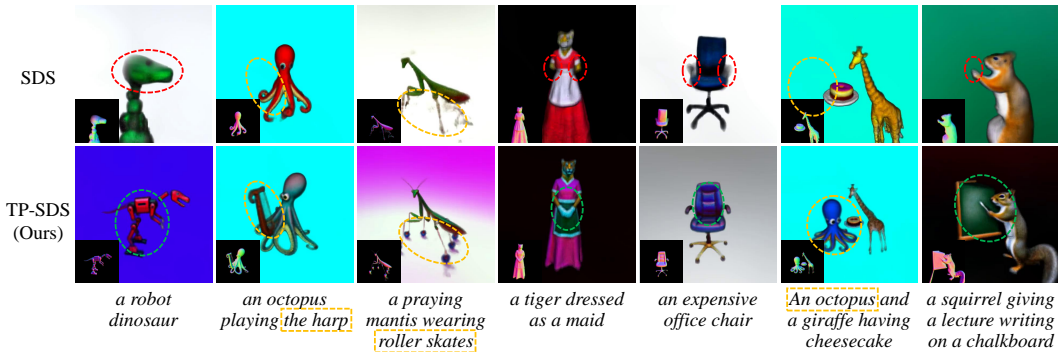 SDS
TP-SDS
(Ours)
a robot
dinosaur
an octopus
playing the harp
a praying
mantis wearing
roller skates
a tiger dressed
as a maid
an expensive
office chair
An octopus and
a giraffe having
cheesecake
a squirrel giving
a lecture writing
on a chalkboard